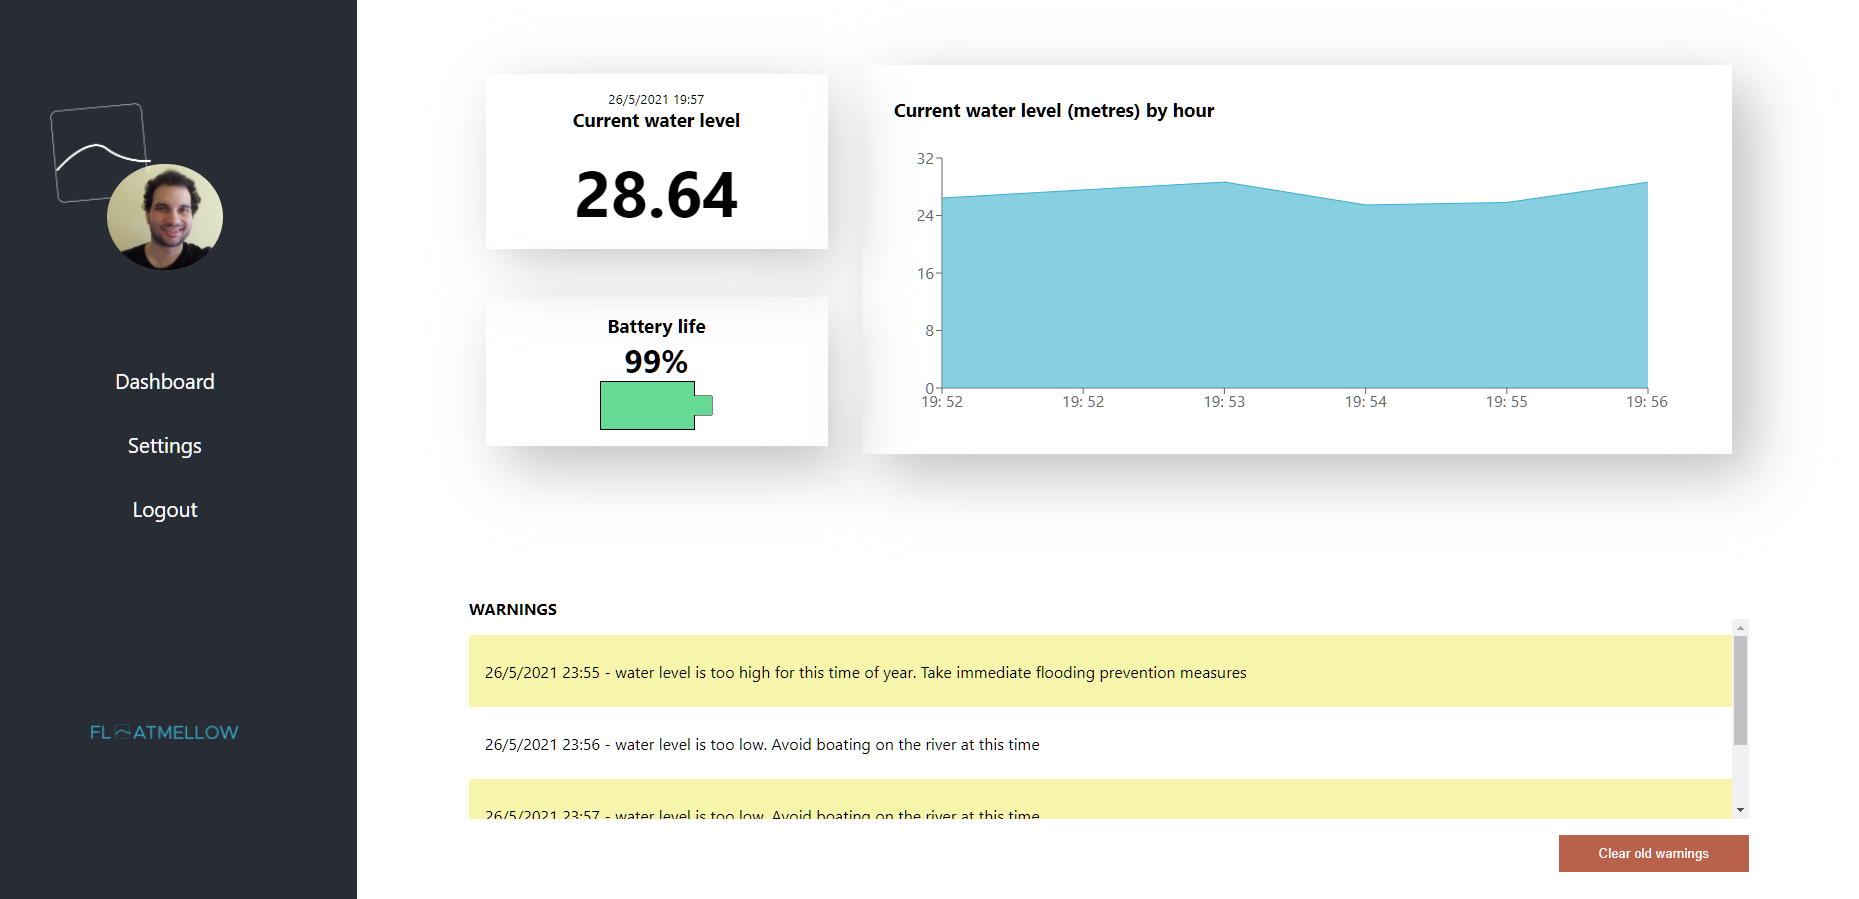 Dashboard
Settings
Logout
FLOATMELLOW
26/5/2021 19:57
Current water level
28.64
Battery life
99%
Current water level (metres) by hour
32
24
16
8
0
19: 52
19: 52
19: 53
19: 54
19: 55
19: 56
WARNINGS
26/5/2021 23:55 - water level is too high for this time of year. Take immediate flooding prevention measures
26/5/2021 23:56 - water level is too low. Avoid boating on the river at this time
26/5/2021 23:57 - water level is too low. Avoid boating on the river at this time
Clear old warnings